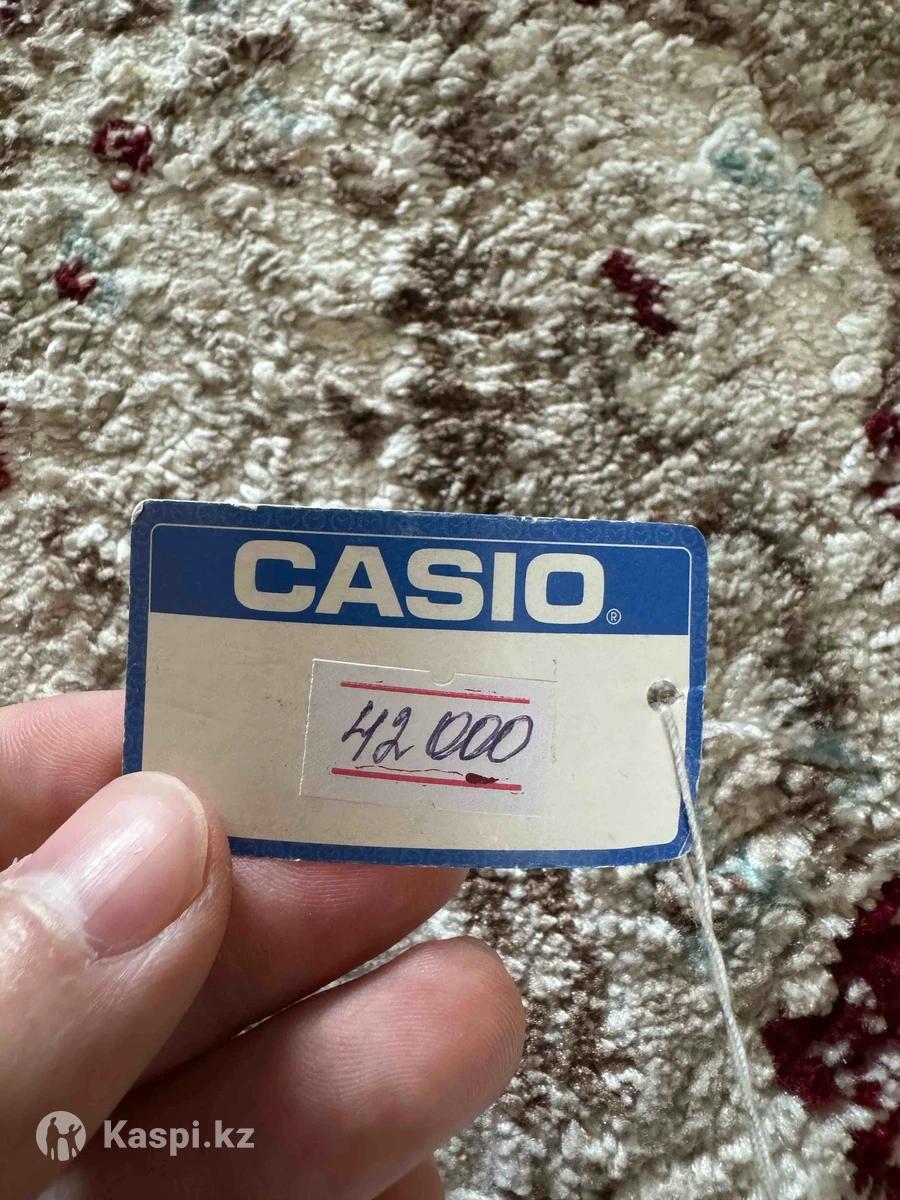 CASIO®
42 000
Kaspi.kz